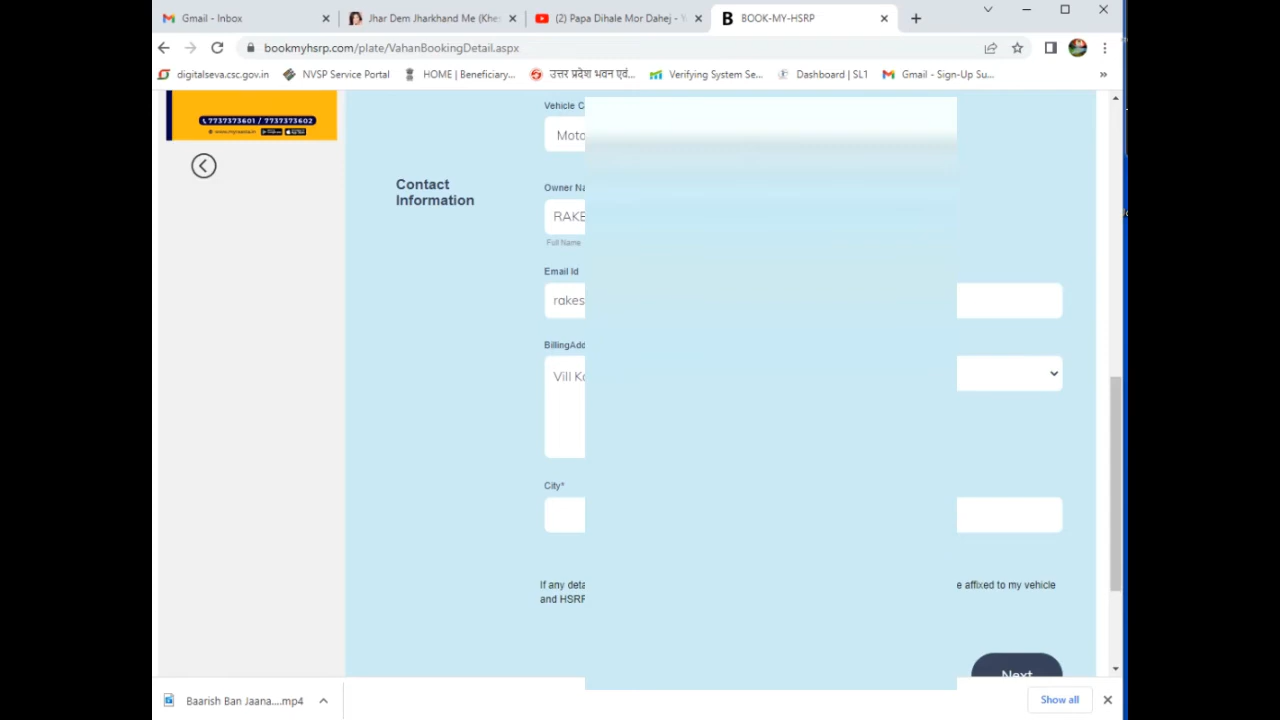 Gmail - Inbox
Jhar Dem Jharkhand Me (Khe
(2) Papa Dihale Mor Dahej -
BOOK-MY-HSRP
bookmyhsrp.com/plate/VahanBookingDetail.aspx
digitalseva.csc.gov.in
NVSP Service Portal
HOME | Beneficiary...
उत्तर प्रदेश भवन एवं...
Verifying System Se...
Dashboard | SL1
Gmail - Sign-Up Su...
»
7737373601 / 7737373602
Vehicle C
Moto
Contact
Information
Owner Na
RAKE
Full Name
Email Id
rakes
BillingAdd
Vill Ko
City*
If any deta
e affixed to my vehicle
and HSRP
Next
Baarish Ban Jaana....mp4
Show all